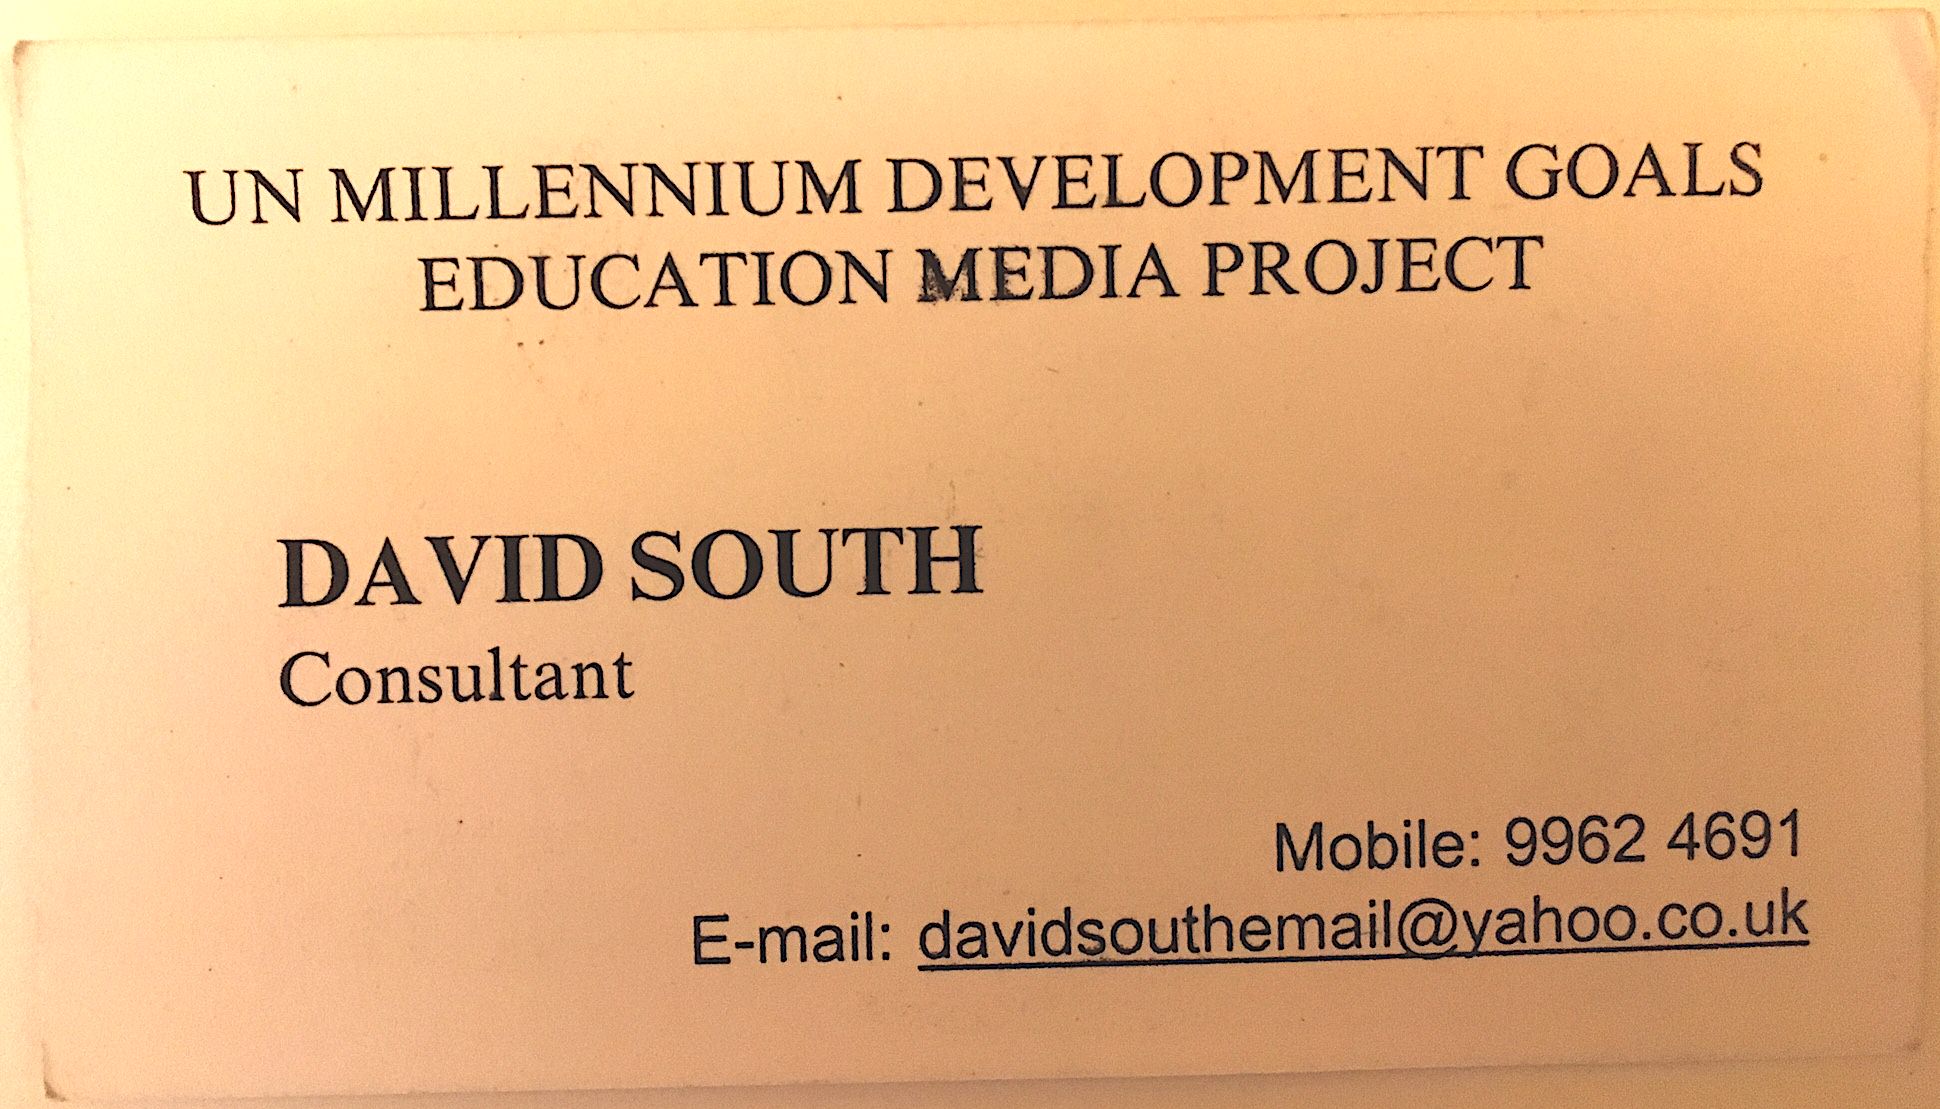 UN MILLENNIUM DEVELOPMENT GOALS
EDUCATION MEDIA PROJECT
DAVID SOUTH
Consultant
Mobile: 9962 4691
E-mail: davidsouthemail@yahoo.co.uk